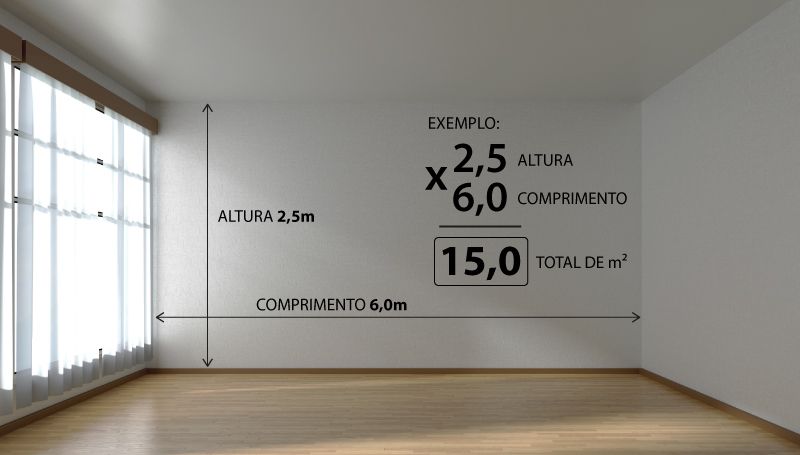 EXEMPLO:
x 2,5 ALTURA
6,0 COMPRIMENTO
15,0 TOTAL DE m²
ALTURA 2,5m
COMPRIMENTO 6,0m